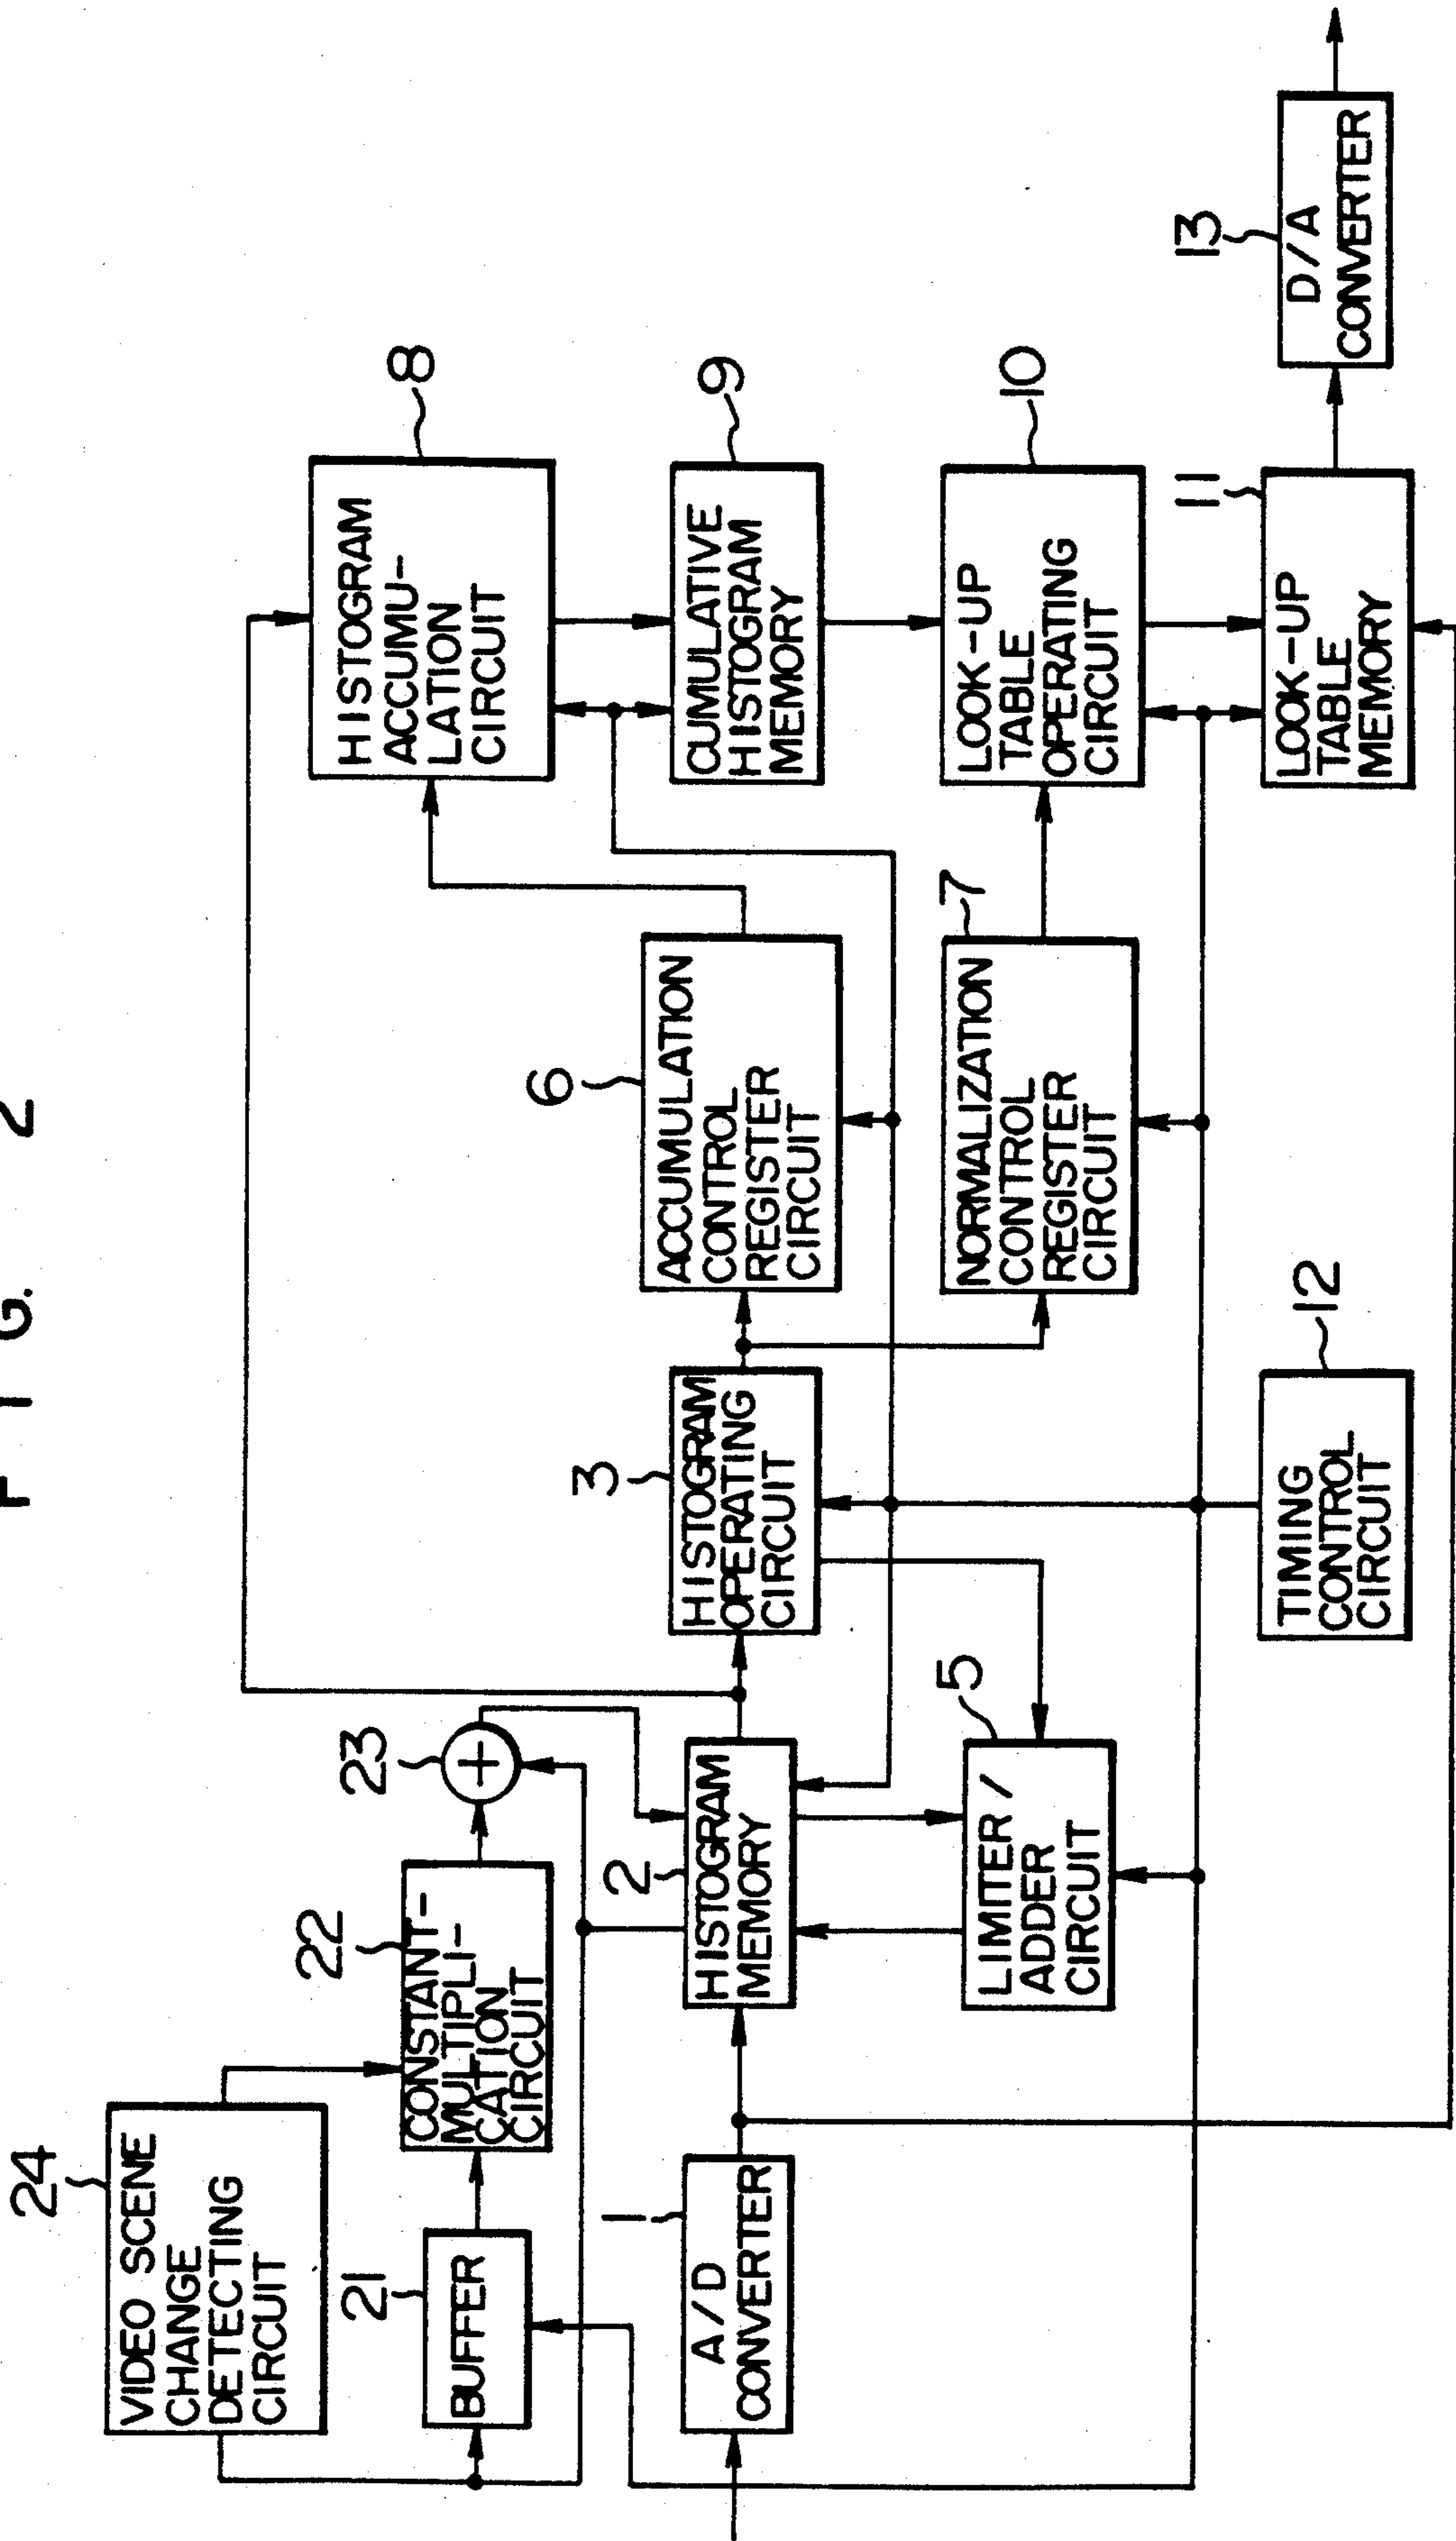 FIG. 2
24
VIDEO SCENE
CHANGE
DETECTING
CIRCUIT
21
BUFFER
22
CONSTANT-
MULTIPLI-
CATION
CIRCUIT
23
+
1
A/D
CONVERTER
2
HISTOGRAM
MEMORY
3
HISTOGRAM
OPERATING
CIRCUIT
5
LIMITER/
ADDER
CIRCUIT
6
ACCUMULATION
CONTROL
REGISTER
CIRCUIT
7
NORMALIZATION
CONTROL
REGISTER
CIRCUIT
8
HISTOGRAM
ACCUMU-
LATION
CIRCUIT
9
CUMULATIVE
HISTOGRAM
MEMORY
10
LOOK-UP
TABLE
OPERATING
CIRCUIT
11
LOOK-UP
TABLE
MEMORY
12
TIMING
CONTROL
CIRCUIT
13
D/A
CONVERTER